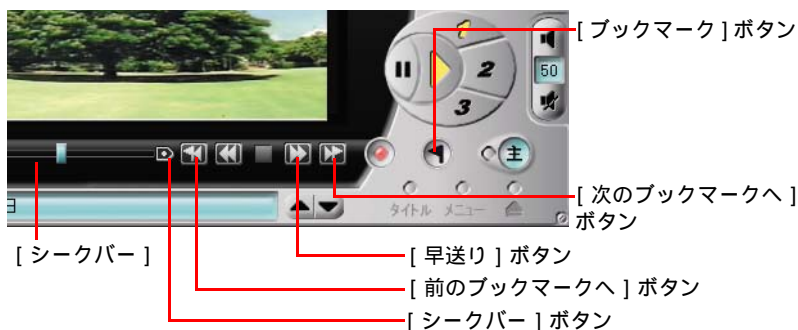 1
[ ブックマーク ] ボタン
2
50
3
主
日
タイトル メニュー
[ 次のブックマークへ ]
ボタン
[ シークバー ]
[ 早送り ] ボタン
[ 前のブックマークへ ] ボタン
[ シークバー ] ボタン